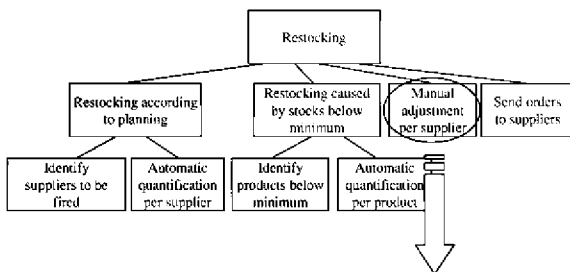 Restocking
Restocking according
to planning
Restocking caused
by stocks below
minimum
Manual
adjustment
per supplier
Send orders
to suppliers
Identify
suppliers to be
fired
Automatic
quantification
per supplier
Identify
products below
minimum
Automatic
quantification
per product